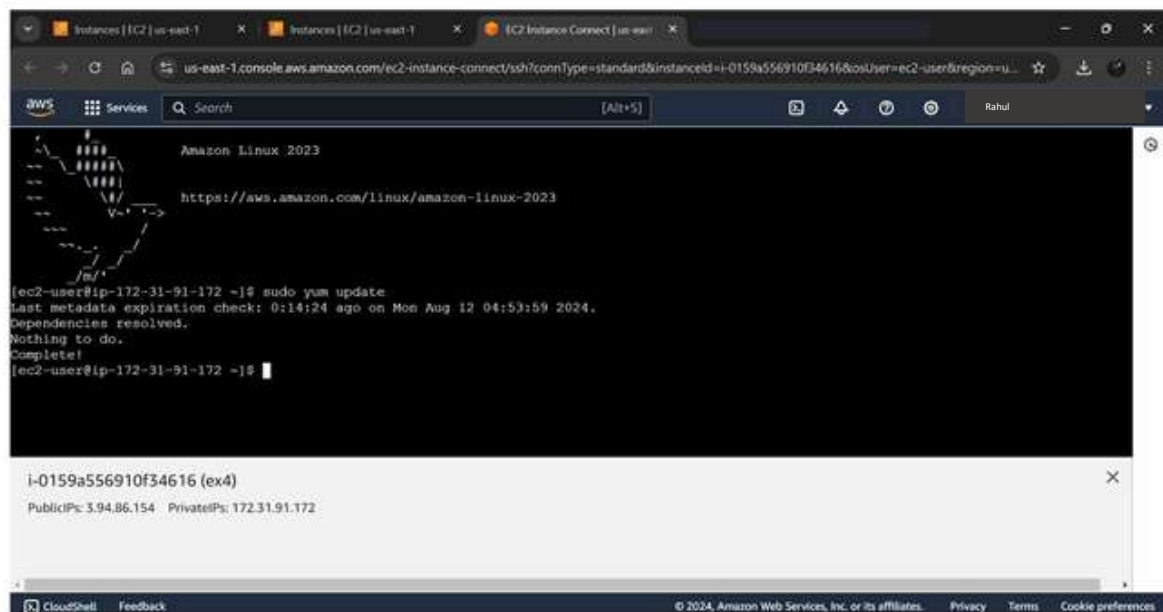 Instances | EC2 | us-east-1 × Instances | EC2 | us-east-1 × EC2 Instance Connect | us-eas ×
us-east-1.console.aws.amazon.com/ec2-instance-connect/ssh?connType=standard&instanceId=i-0159a556910f34616&osUser=ec2-user&region=u...
aws Services Search [Alt+S] Rahul
Amazon Linux 2023
https://aws.amazon.com/linux/amazon-linux-2023
[ec2-user@ip-172-31-91-172 ~]$ sudo yum update
Last metadata expiration check: 0:14:24 ago on Mon Aug 12 04:53:59 2024.
Dependencies resolved.
Nothing to do.
Complete!
[ec2-user@ip-172-31-91-172 ~]$
i-0159a556910f34616 (ex4)
PublicIPs: 3.94.86.154 PrivateIPs: 172.31.91.172
CloudShell Feedback © 2024, Amazon Web Services, Inc. or its affiliates. Privacy Terms Cookie preferences